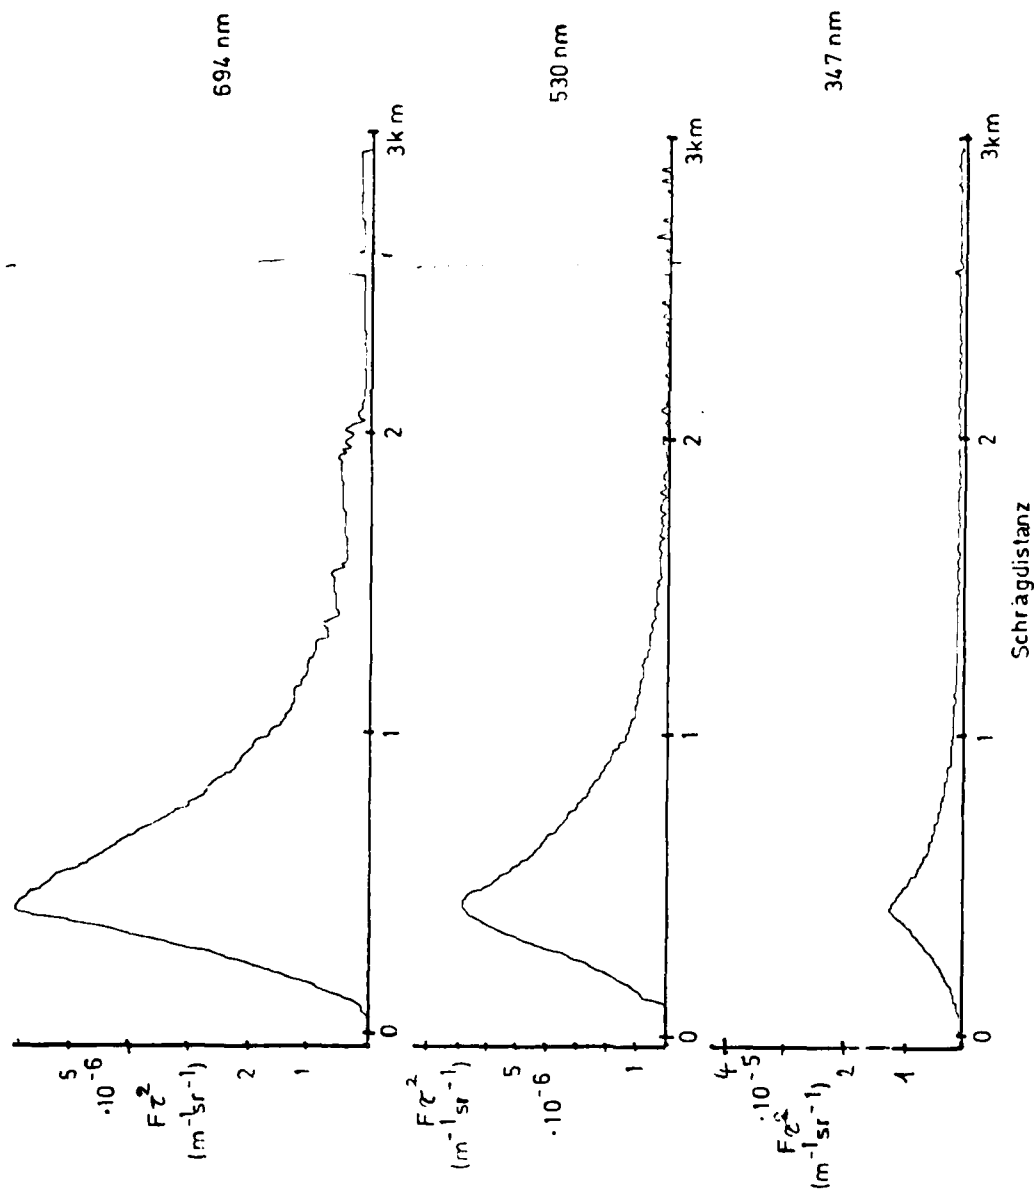 694 nm
5
·10⁻⁶
Fτ²
(m⁻¹sr⁻¹)
2
1
0
1
2
3km
530 nm
Fτ²
(m⁻¹sr⁻¹)
5
·10⁻⁶
1
0
1
2
3km
347 nm
4
·10⁻⁵
Fτ²
(m⁻¹sr⁻¹)
2
1
0
1
2
3km
Schrägdistanz